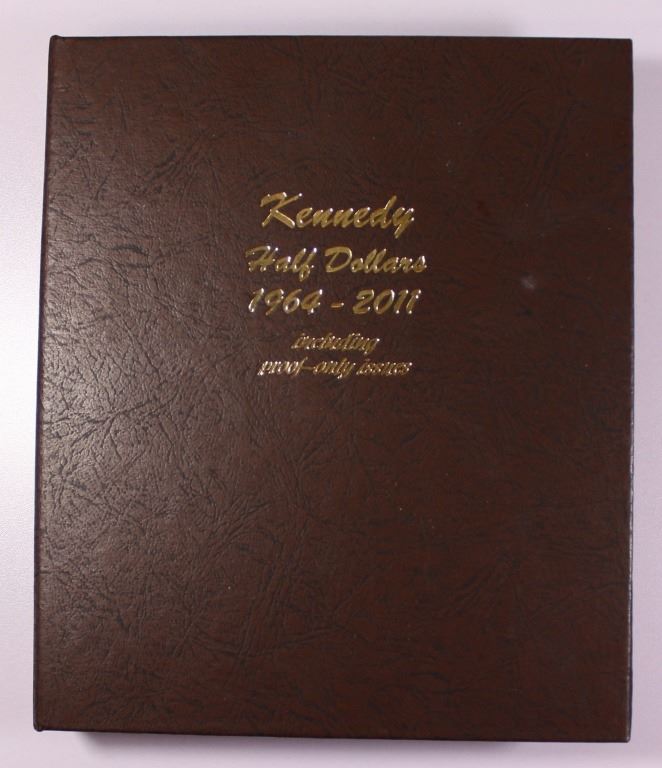 Kennedy
Half Dollars
1964 - 2011
including
proof-only issues